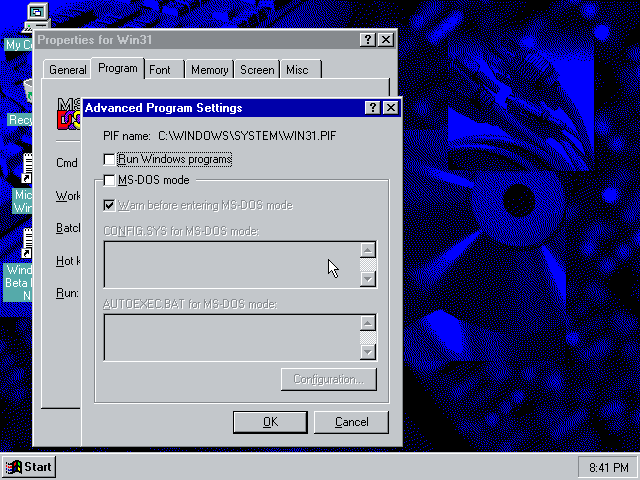 My Co
Properties for Win31
General Program Font Memory Screen Misc
MS
Recy
Advanced Program Settings
PIF name: C:\WINDOWS\SYSTEM\WIN31.PIF
Run Windows programs
MS-DOS mode
Warn before entering MS-DOS mode
CONFIG.SYS for MS-DOS mode:
AUTOEXEC.BAT for MS-DOS mode:
Configuration...
OK Cancel
Cmd
Work
Batch
Hot k
Run:
Mic
Win
Wind
Beta
N
Start
8:41 PM